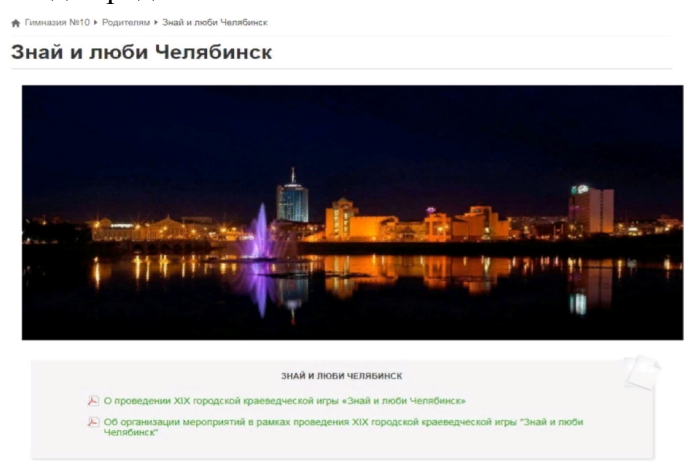 Гимназия №10 ▸ Родителям ▸ Знай и люби Челябинск
Знай и люби Челябинск
ЗНАЙ И ЛЮБИ ЧЕЛЯБИНСК
О проведении XIX городской краеведческой игры «Знай и люби Челябинск»
Об организации мероприятий в рамках проведения XIX городской краеведческой игры "Знай и люби
Челябинск"